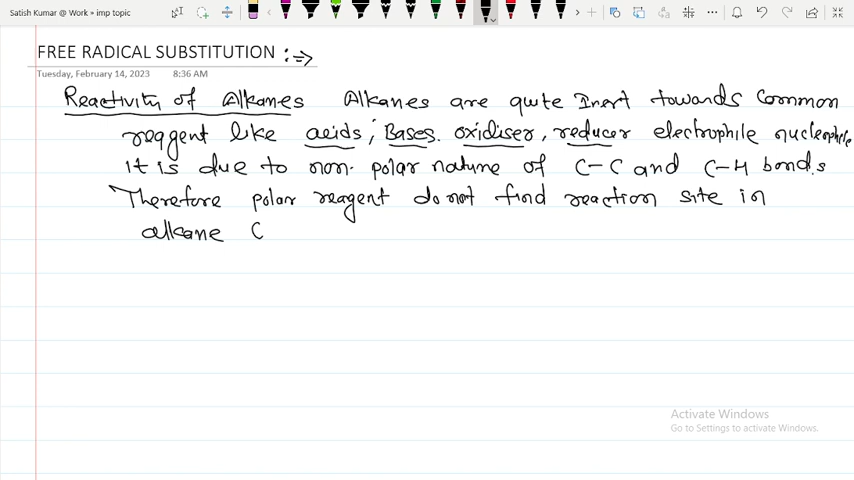 Satish Kumar @ Work » imp topic
FREE RADICAL SUBSTITUTION :⇒
Tuesday, February 14, 2023 8:36 AM
Reactivity of Alkanes Alkanes are quite Inert towards Common
reagent like acids, Bases. oxidiser, reducer electrophile nucleophile
it is due to non-polar nature of C-C and C-H bonds.
Therefore polar reagent do not find reaction site in
alkane C
Activate Windows
Go to Settings to activate Windows.